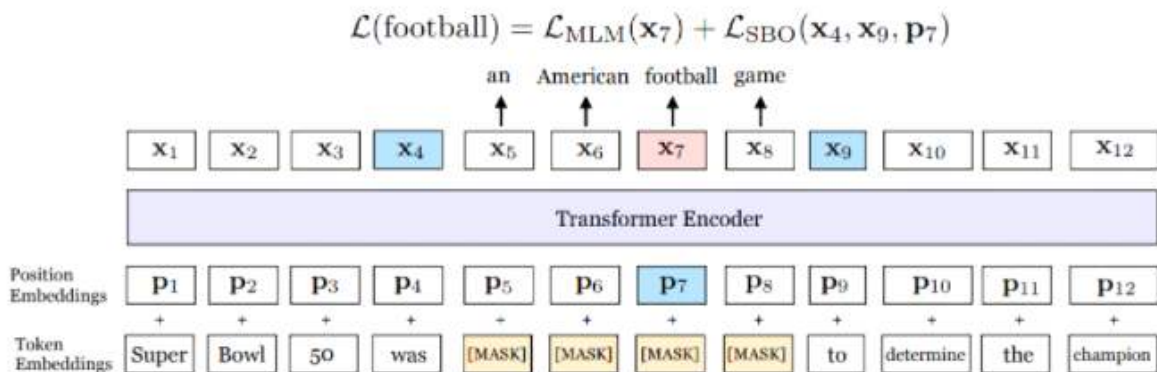 ℒ(football) = ℒ_MLM(x₇) + ℒ_SBO(x₄, x₉, p₇)
an American football game
x₁ x₂ x₃ x₄ x₅ x₆ x₇ x₈ x₉ x₁₀ x₁₁ x₁₂
Transformer Encoder
Position Embeddings p₁ p₂ p₃ p₄ p₅ p₆ p₇ p₈ p₉ p₁₀ p₁₁ p₁₂
+ + + + + + + + + + + +
Token Embeddings Super Bowl 50 was [MASK] [MASK] [MASK] [MASK] to determine the champion